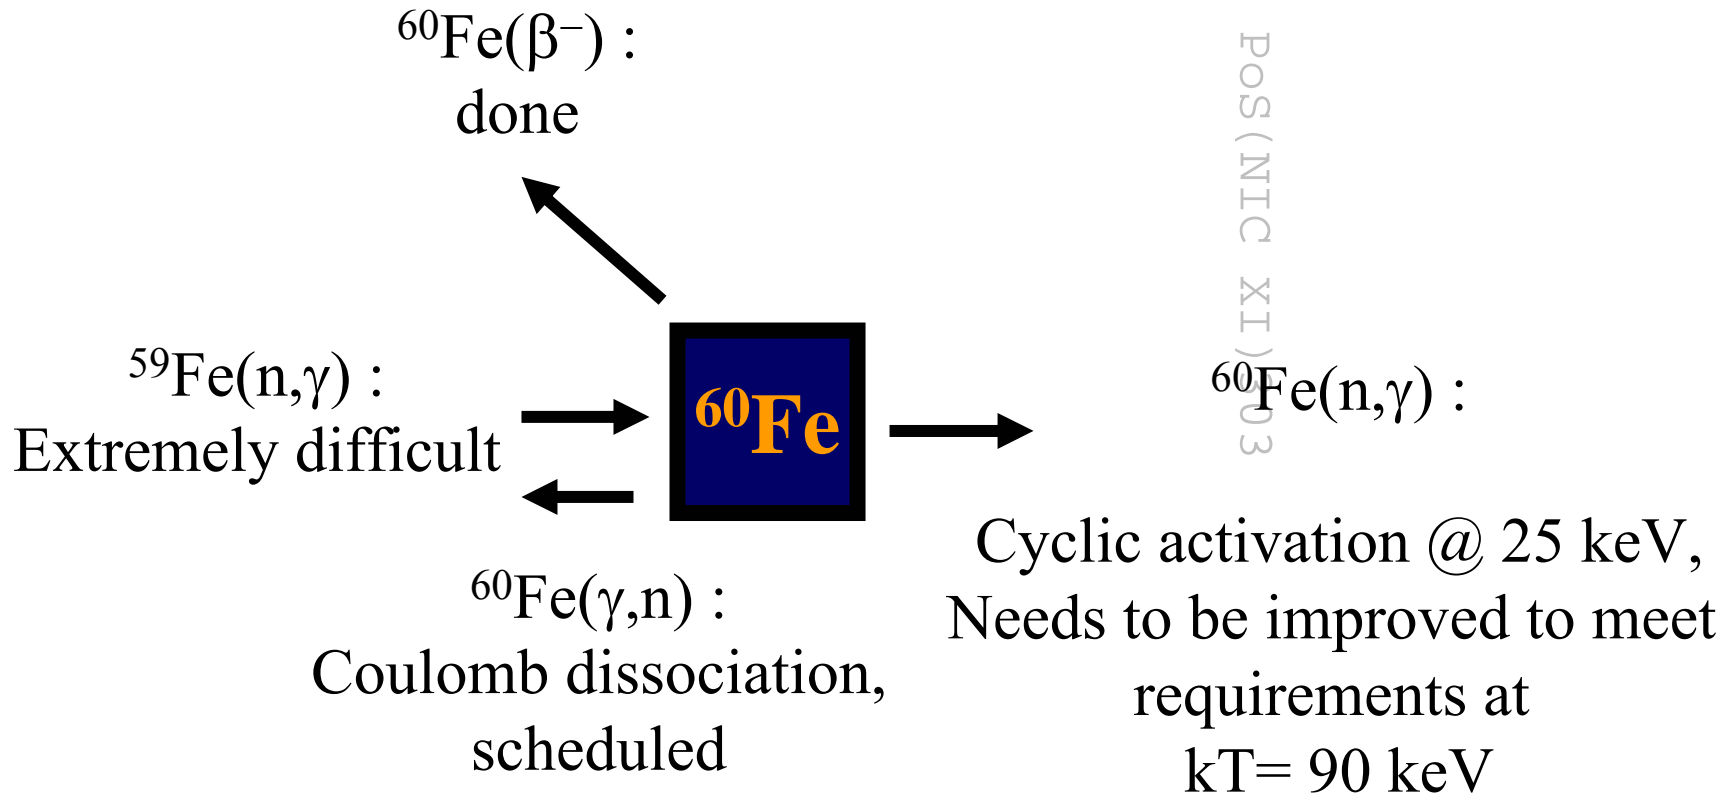 ⁶⁰Fe(β⁻) :
done
⁵⁹Fe(n,γ) :
Extremely difficult
⁶⁰Fe
⁶⁰Fe(γ,n) :
Coulomb dissociation,
scheduled
⁶⁰Fe(n,γ) :
Cyclic activation @ 25 keV,
Needs to be improved to meet
requirements at
kT= 90 keV
PoS(NIC XI)303